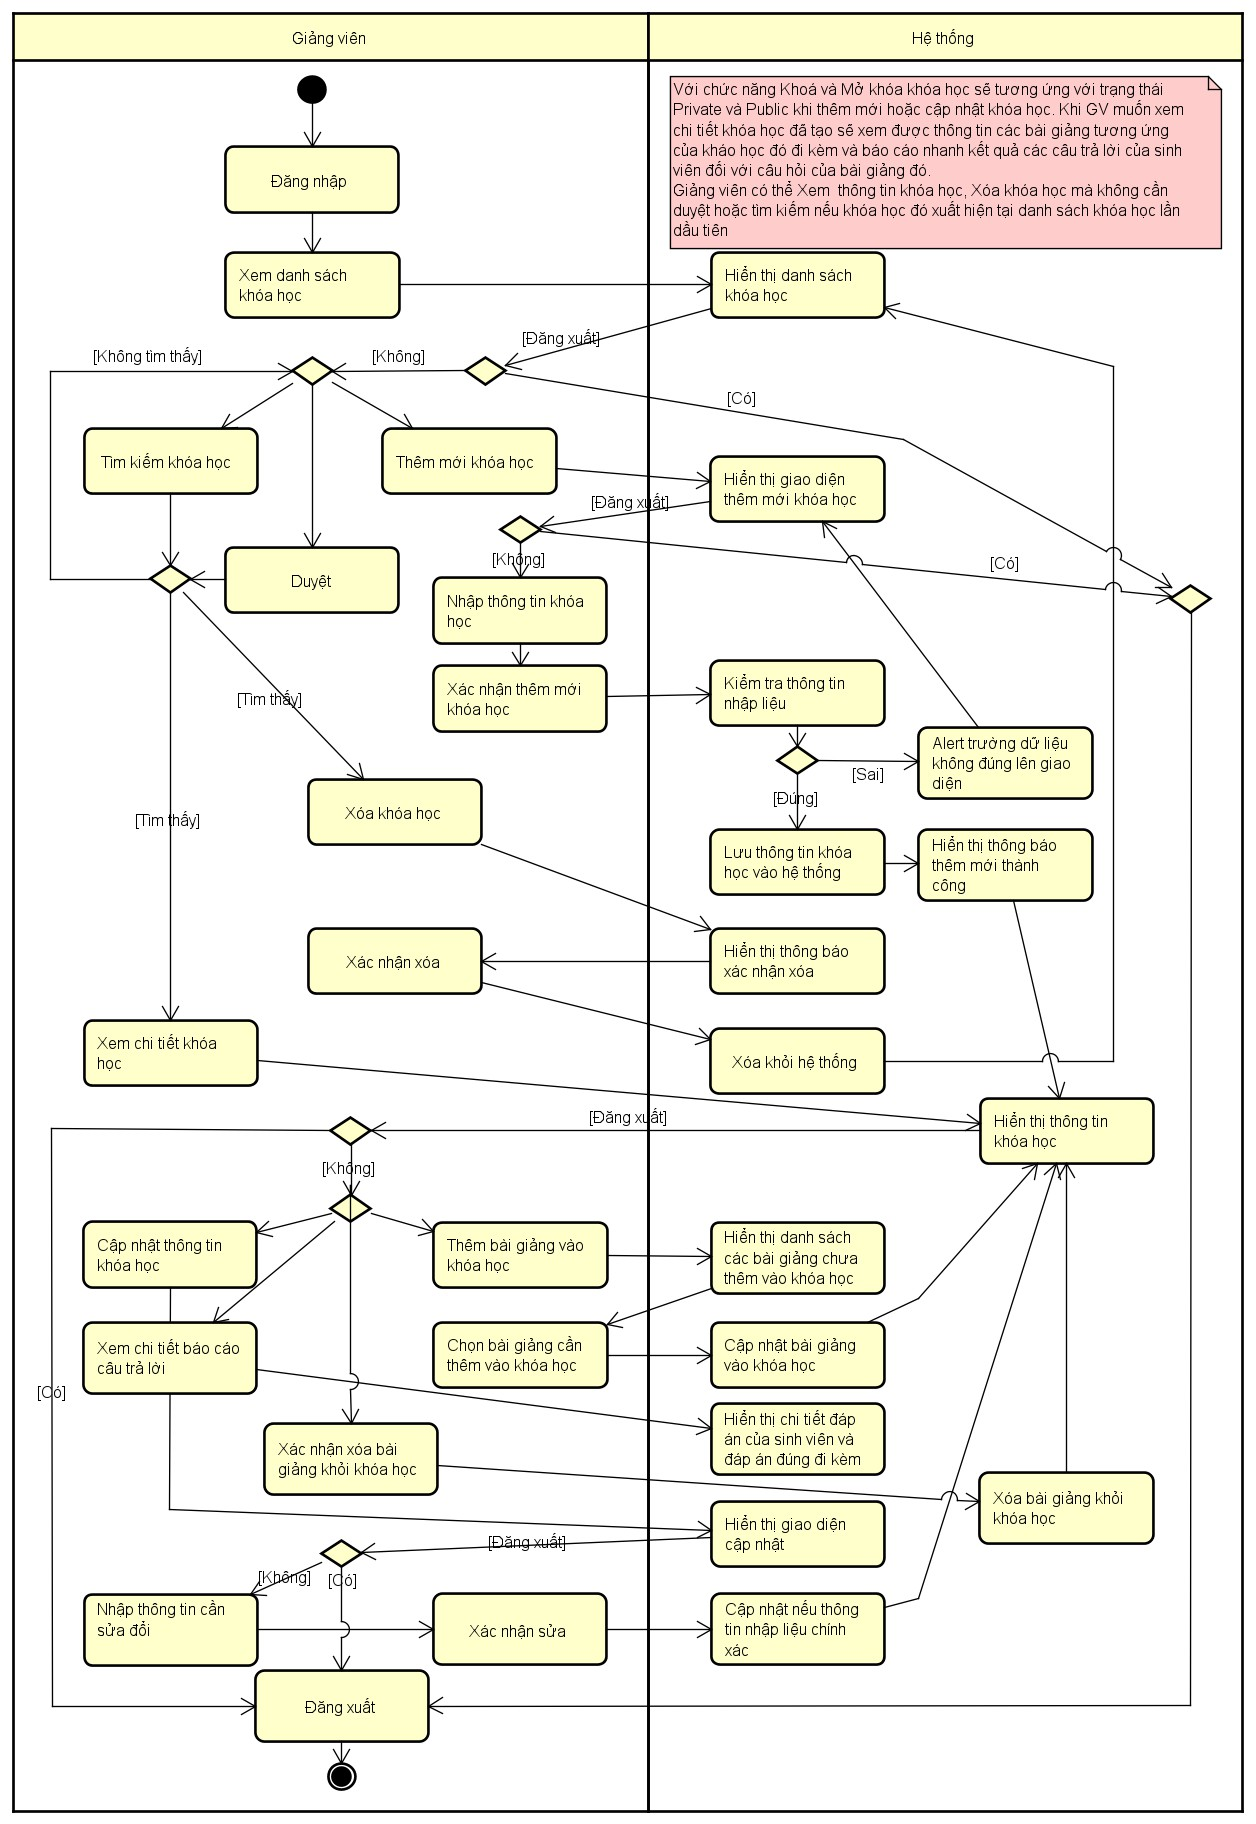 Giảng viên
Hệ thống
Với chức năng Khoá và Mở khóa khóa học sẽ tương ứng với trạng thái
Private và Public khi thêm mới hoặc cập nhật khóa học. Khi GV muốn xem
chi tiết khóa học đã tạo sẽ xem được thông tin các bài giảng tương ứng
của kháo học đó đi kèm và báo cáo nhanh kết quả các câu trả lời của sinh
viên đối với câu hỏi của bài giảng đó.
Giảng viên có thể Xem thông tin khóa học, Xóa khóa học mà không cần
duyệt hoặc tìm kiếm nếu khóa học đó xuất hiện tại danh sách khóa học lần
dầu tiên
Đăng nhập
Xem danh sách
khóa học
Hiển thị danh sách
khóa học
[Đăng xuất]
[Không tìm thấy]
[Không]
[Có]
Tìm kiếm khóa học
Thêm mới khóa học
Hiển thị giao diện
thêm mới khóa học
[Đăng xuất]
[Không]
[Có]
Duyệt
Nhập thông tin khóa
học
Xác nhận thêm mới
khóa học
Kiểm tra thông tin
nhập liệu
[Tìm thấy]
Alert trường dữ liệu
không đúng lên giao
diện
[Sai]
[Đúng]
Xóa khóa học
[Tìm thấy]
Lưu thông tin khóa
học vào hệ thống
Hiển thị thông báo
thêm mới thành
công
Xác nhận xóa
Hiển thị thông báo
xác nhận xóa
Xem chi tiết khóa
học
Xóa khỏi hệ thống
[Đăng xuất]
Hiển thị thông tin
khóa học
[Không]
Cập nhật thông tin
khóa học
Thêm bài giảng vào
khóa học
Hiển thị danh sách
các bài giảng chưa
thêm vào khóa học
Xem chi tiết báo cáo
câu trả lời
Chọn bài giảng cần
thêm vào khóa học
Cập nhật bài giảng
vào khóa học
[Có]
Hiển thị chi tiết đáp
án của sinh viên và
đáp án đúng đi kèm
Xác nhận xóa bài
giảng khỏi khóa học
Xóa bài giảng khỏi
khóa học
Hiển thị giao diện
cập nhật
[Đăng xuất]
[Không]
[Có]
Nhập thông tin cần
sửa đổi
Xác nhận sửa
Cập nhật nếu thông
tin nhập liệu chính
xác
Đăng xuất